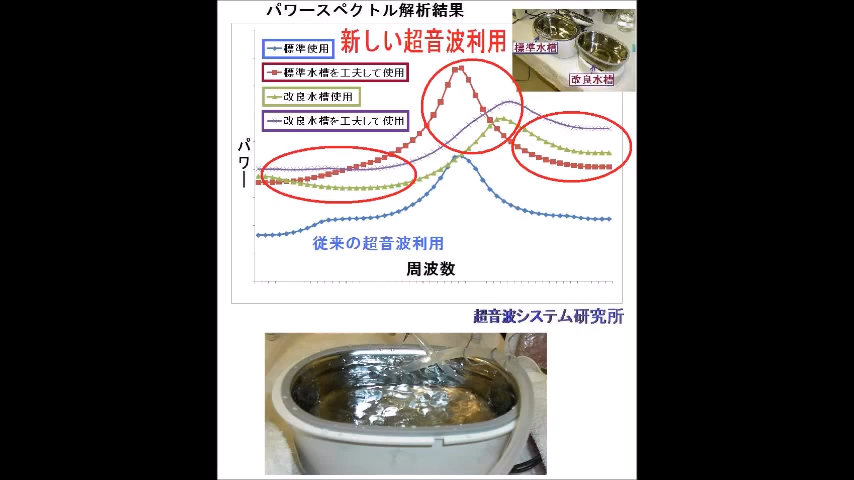 パワースペクトル解析結果
新しい超音波利用
標準使用
標準水槽を工夫して使用
改良水槽使用
改良水槽を工夫して使用
標準水槽
改良水槽
パワー
従来の超音波利用
周波数
超音波システム研究所